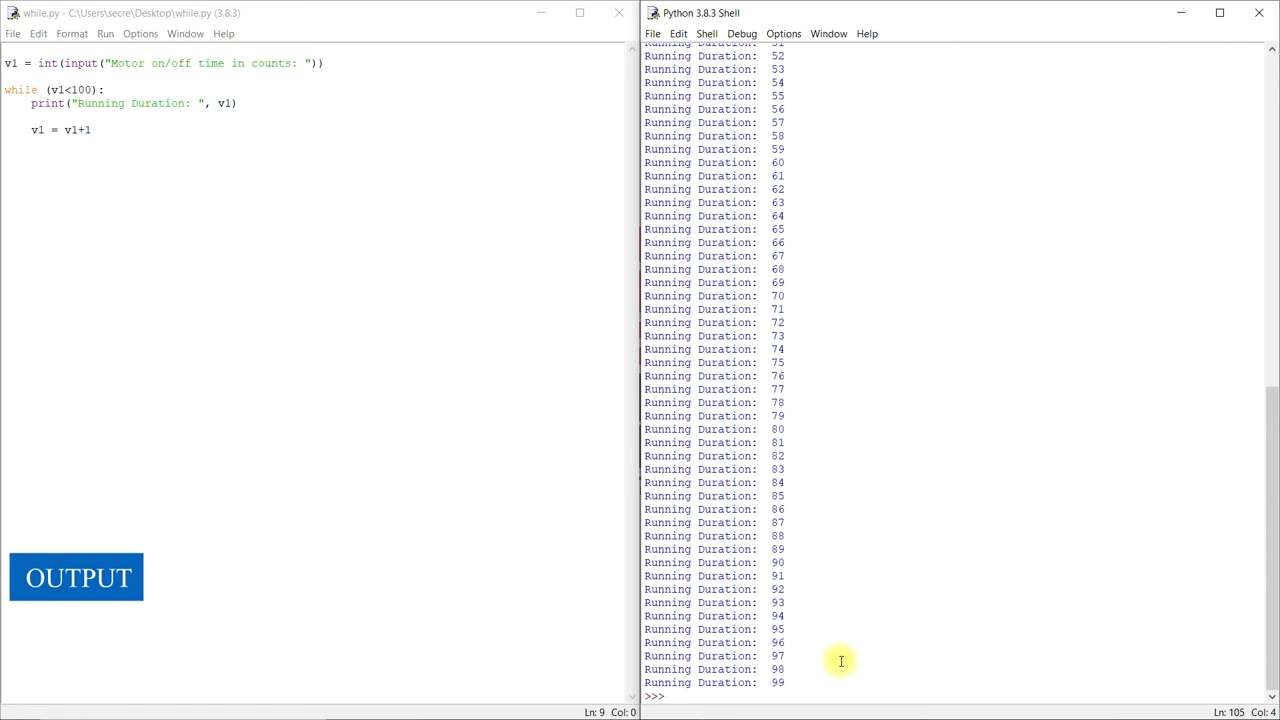 while.py - C:\Users\secre\Desktop\while.py (3.8.3)
File Edit Format Run Options Window Help
v1 = int(input("Motor on/off time in counts: "))
while (v1<100):
print("Running Duration: ", v1)
v1 = v1+1
OUTPUT
Ln: 9 Col: 0
Python 3.8.3 Shell
File Edit Shell Debug Options Window Help
Running Duration: 51
Running Duration: 52
Running Duration: 53
Running Duration: 54
Running Duration: 55
Running Duration: 56
Running Duration: 57
Running Duration: 58
Running Duration: 59
Running Duration: 60
Running Duration: 61
Running Duration: 62
Running Duration: 63
Running Duration: 64
Running Duration: 65
Running Duration: 66
Running Duration: 67
Running Duration: 68
Running Duration: 69
Running Duration: 70
Running Duration: 71
Running Duration: 72
Running Duration: 73
Running Duration: 74
Running Duration: 75
Running Duration: 76
Running Duration: 77
Running Duration: 78
Running Duration: 79
Running Duration: 80
Running Duration: 81
Running Duration: 82
Running Duration: 83
Running Duration: 84
Running Duration: 85
Running Duration: 86
Running Duration: 87
Running Duration: 88
Running Duration: 89
Running Duration: 90
Running Duration: 91
Running Duration: 92
Running Duration: 93
Running Duration: 94
Running Duration: 95
Running Duration: 96
Running Duration: 97
Running Duration: 98
Running Duration: 99
>>>
Ln: 105 Col: 4